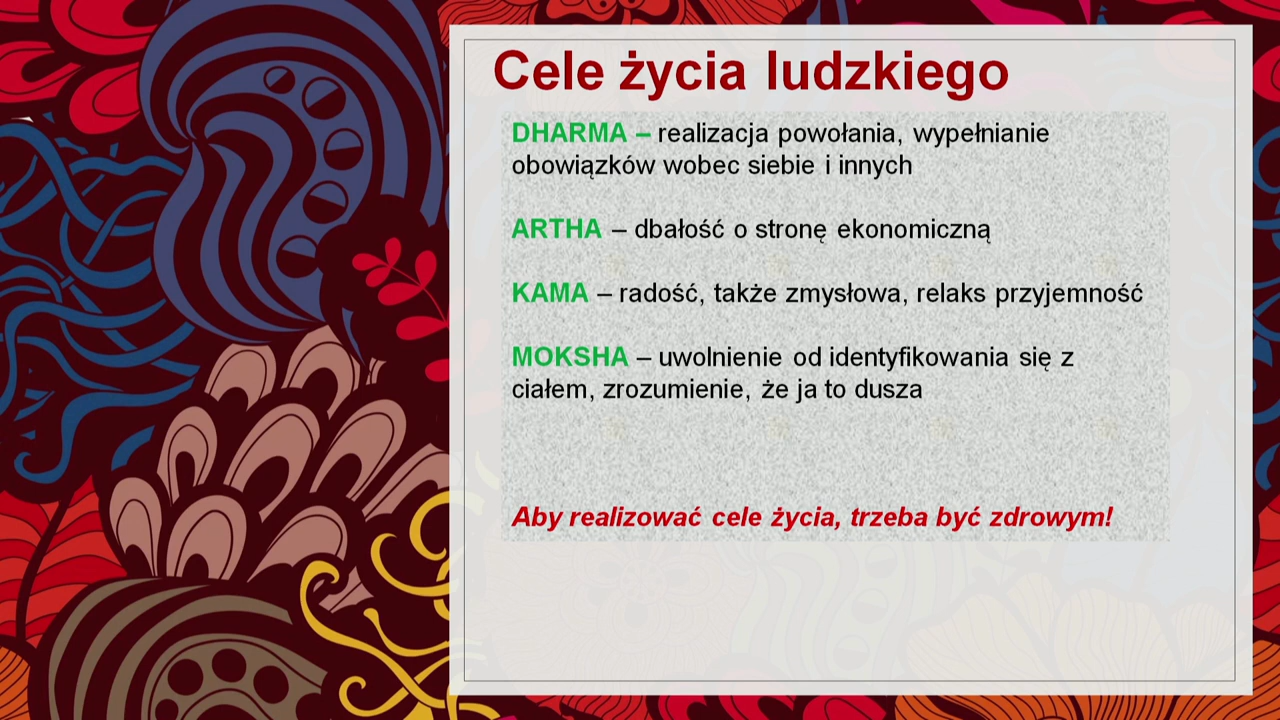 Cele życia ludzkiego
DHARMA – realizacja powołania, wypełnianie
obowiązków wobec siebie i innych
ARTHA – dbałość o stronę ekonomiczną
KAMA – radość, także zmysłowa, relaks przyjemność
MOKSHA – uwolnienie od identyfikowania się z
ciałem, zrozumienie, że ja to dusza
Aby realizować cele życia, trzeba być zdrowym!